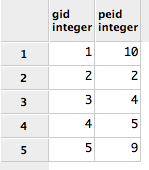 gid peid
integer integer
1 1 10
2 2 2
3 3 4
4 4 5
5 5 9